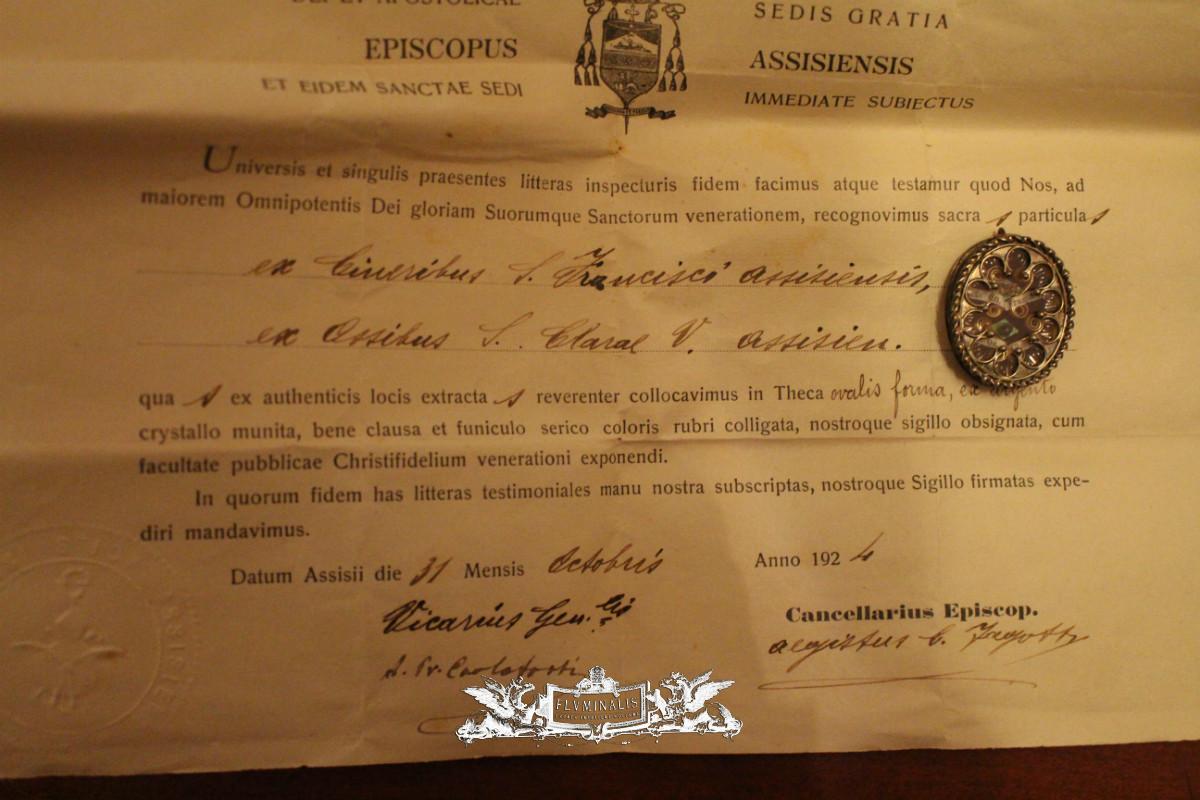 DEI ET APOSTOLICAE SEDIS GRATIA
EPISCOPUS ASSISIENSIS
ET EIDEM SANCTAE SEDI IMMEDIATE SUBIECTUS
Universis et singulis praesentes litteras inspecturis fidem facimus atque testamur quod Nos, ad
maiorem Omnipotentis Dei gloriam Suorumque Sanctorum venerationem, recognovimus sacra s particula s
ex Cineribus S. Francisci Assisiensis,
ex Ossibus S. Clarae V. Assisien.
qua s ex authenticis locis extracta s reverenter collocavimus in Theca ovalis forma, ex argento
crystallo munita, bene clausa et funiculo serico coloris rubri colligata, nostroque sigillo obsignata, cum
facultate pubblicae Christifidelium venerationi exponendi.
In quorum fidem has litteras testimoniales manu nostra subscriptas, nostroque Sigillo firmatas expe-
diri mandavimus.
Datum Assisii die 31 Mensis Octobris Anno 1924
Vicarius Gen.lis
Cancellarius Episcop.
FLVMINALIS